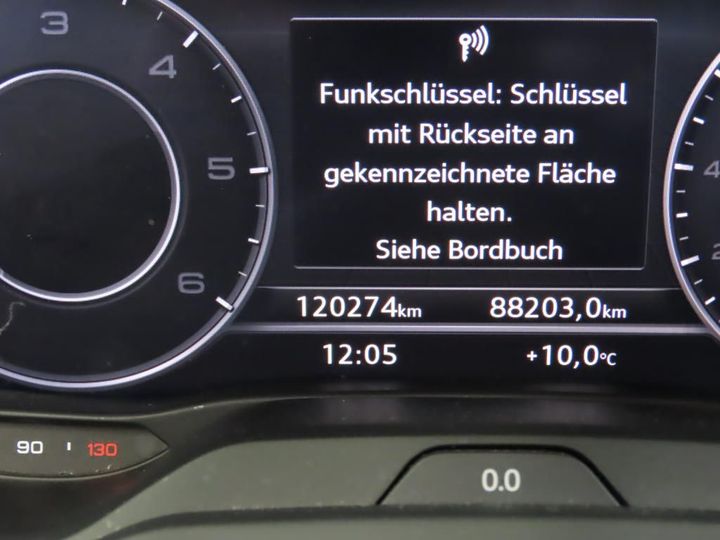 3
4
5
6
Funkschlüssel: Schlüssel
mit Rückseite an
gekennzeichnete Fläche
halten.
Siehe Bordbuch
4
2
120274km 88203,0km
12:05 +10,0°C
90 130
0.0